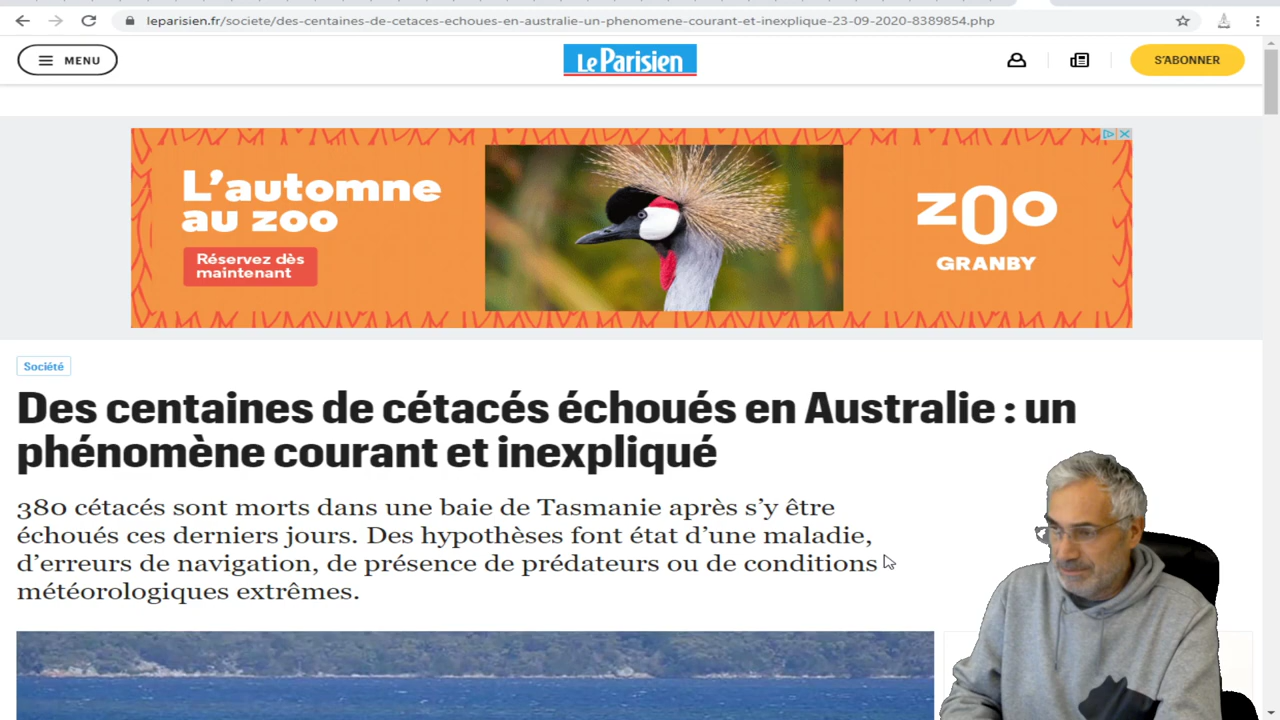 leparisien.fr/societe/des-centaines-de-cetaces-echoues-en-australie-un-phenomene-courant-et-inexplique-23-09-2020-8389854.php
MENU
Le Parisien
S'ABONNER
L'automne
au zoo
Réservez dès
maintenant
ZOO
GRANBY
Société
Des centaines de cétacés échoués en Australie : un
phénomène courant et inexpliqué
380 cétacés sont morts dans une baie de Tasmanie après s'y être
échoués ces derniers jours. Des hypothèses font état d'une maladie,
d'erreurs de navigation, de présence de prédateurs ou de conditions
météorologiques extrêmes.